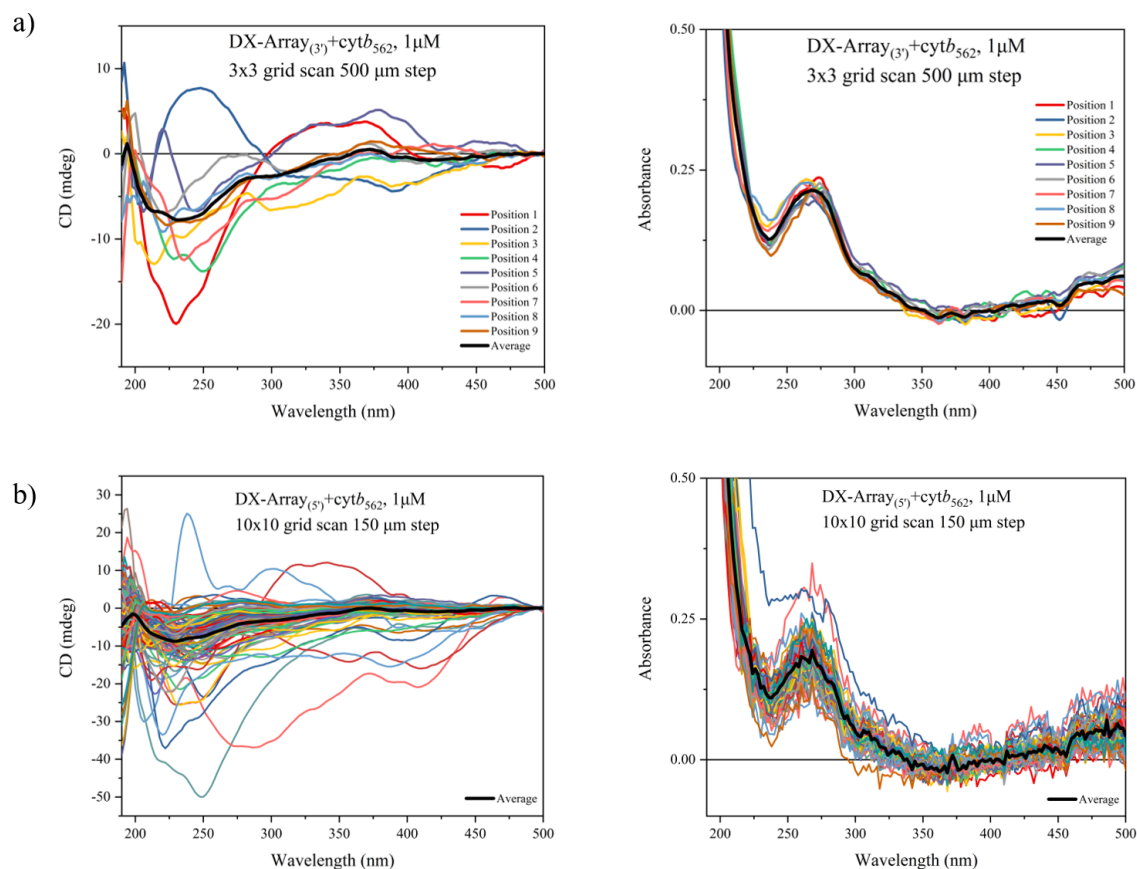 a)
DX-Array(3')+cytb562, 1μM
3x3 grid scan 500 μm step
CD (mdeg)
10
0
-10
-20
Position 1
Position 2
Position 3
Position 4
Position 5
Position 6
Position 7
Position 8
Position 9
Average
200 250 300 350 400 450 500
Wavelength (nm)
DX-Array(3')+cytb562, 1μM
3x3 grid scan 500 μm step
Absorbance
0.50
0.25
0.00
Position 1
Position 2
Position 3
Position 4
Position 5
Position 6
Position 7
Position 8
Position 9
Average
200 250 300 350 400 450 500
Wavelength (nm)
b)
DX-Array(5')+cytb562, 1μM
10x10 grid scan 150 μm step
CD (mdeg)
30
20
10
0
-10
-20
-30
-40
-50
Average
200 250 300 350 400 450 500
Wavelength (nm)
DX-Array(5')+cytb562, 1μM
10x10 grid scan 150 μm step
Absorbance
0.50
0.25
0.00
Average
200 250 300 350 400 450 500
Wavelength (nm)